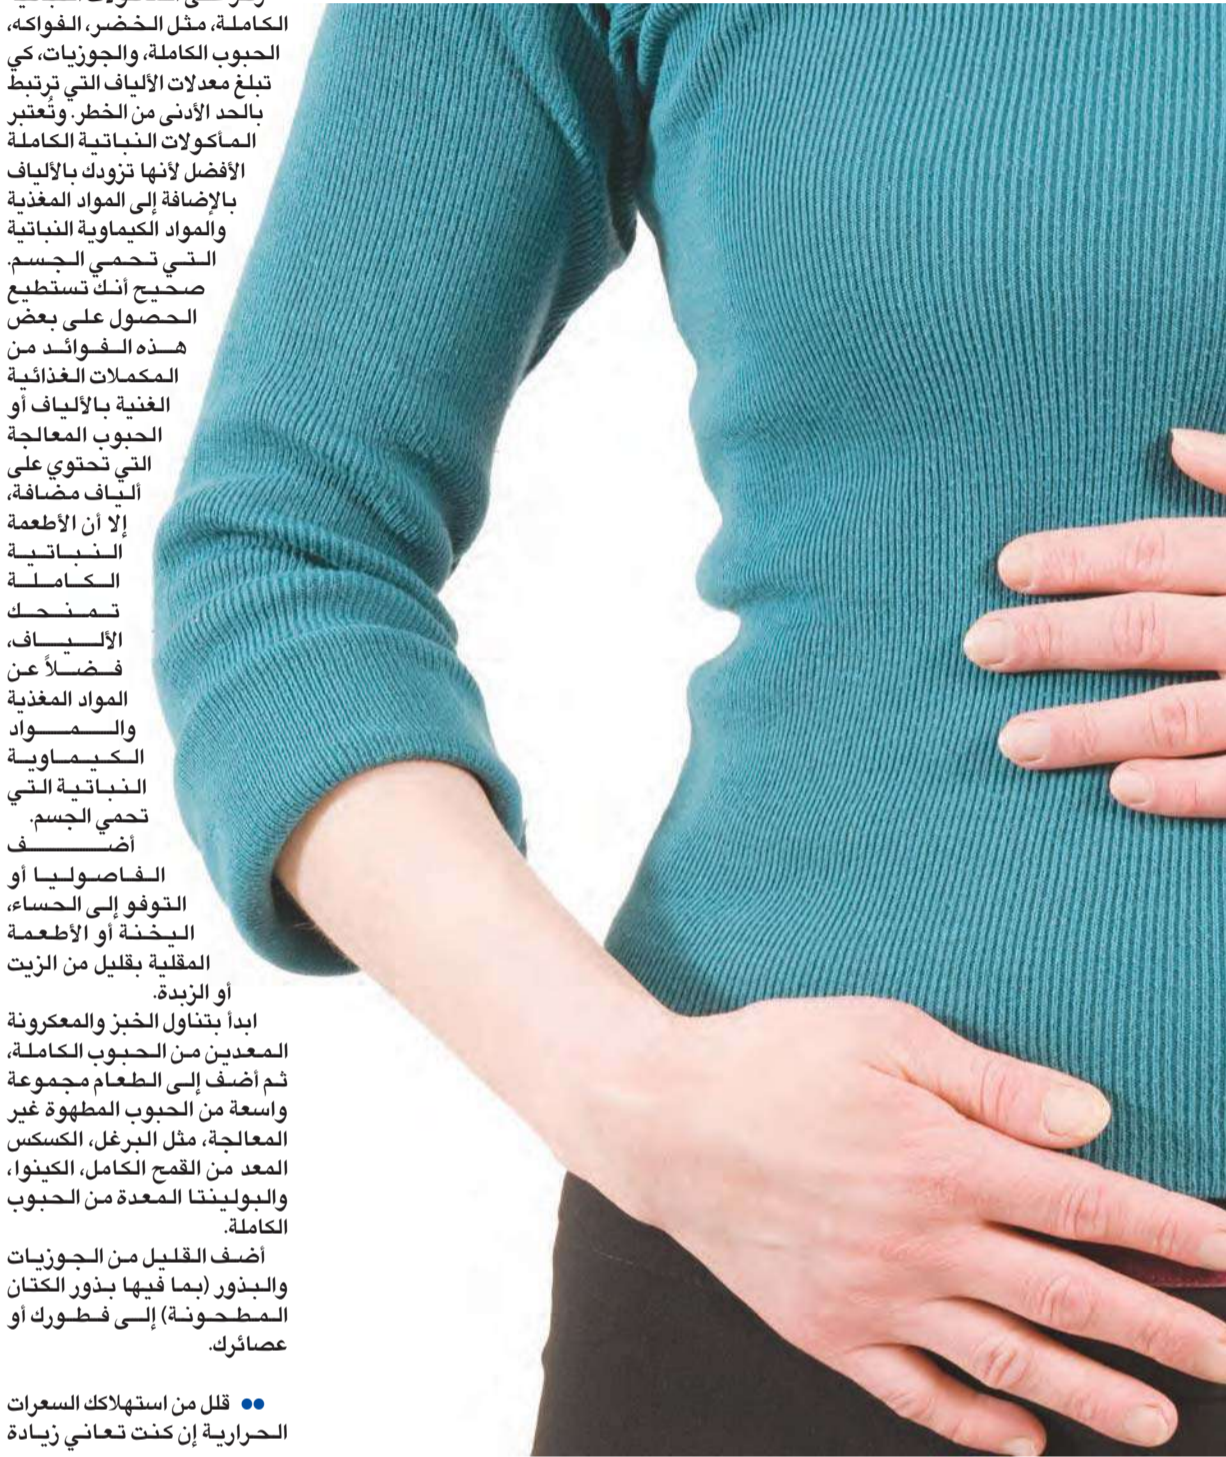 الكاملة، مثل الخضر، الفواكه،
الحبوب الكاملة، والجوزيات، كي
تبلغ معدلات الألياف التي ترتبط
بالحد الأدنى من الخطر. وتُعتبر
المأكولات النباتية الكاملة
الأفضل لأنها تزودك بالألياف
بالإضافة إلى المواد المغذية
والمواد الكيماوية النباتية
التي تحمي الجسم.
صحيح أنك تستطيع
الحصول على بعض
هذه الفوائد من
المكملات الغذائية
الغنية بالألياف أو
الحبوب المعالجة
التي تحتوي على
ألياف مضافة،
إلا أن الأطعمة
النباتية
الكاملة
تمنحك
الألياف،
فضلاً عن
المواد المغذية
والمواد
الكيماوية
النباتية التي
تحمي الجسم.
أضف
الفاصوليا أو
التوفو إلى الحساء،
اليخنة أو الأطعمة
المقلية بقليل من الزيت
أو الزبدة.
ابدأ بتناول الخبز والمعكرونة
المعدين من الحبوب الكاملة،
ثم أضف إلى الطعام مجموعة
واسعة من الحبوب المطهوة غير
المعالجة، مثل البرغل، الكسكس
المعد من القمح الكامل، الكينوا،
والبولينتا المعدة من الحبوب
الكاملة.
أضف القليل من الجوزيات
والبذور (بما فيها بذور الكتان
المطحونة) إلى فطورك أو
عصائرك.
•• قلل من استهلاكك السعرات
الحرارية إن كنت تعاني زيادة